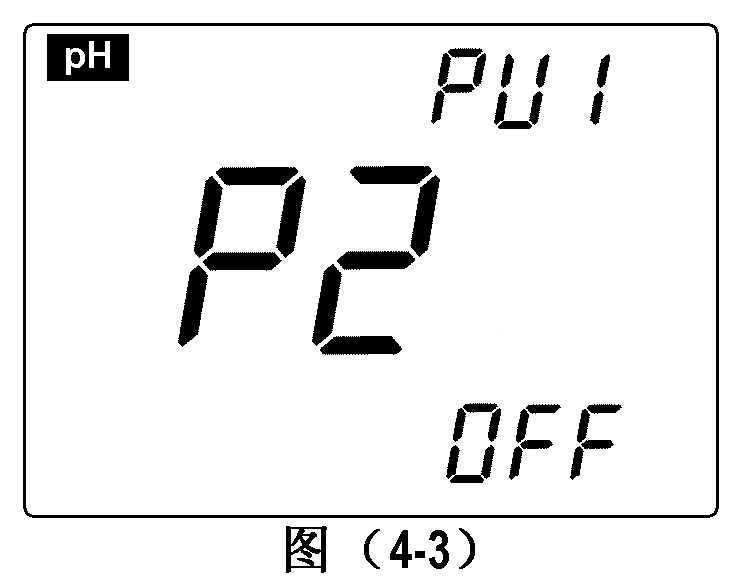 pH
PU1
P2
OFF
图（4-3）